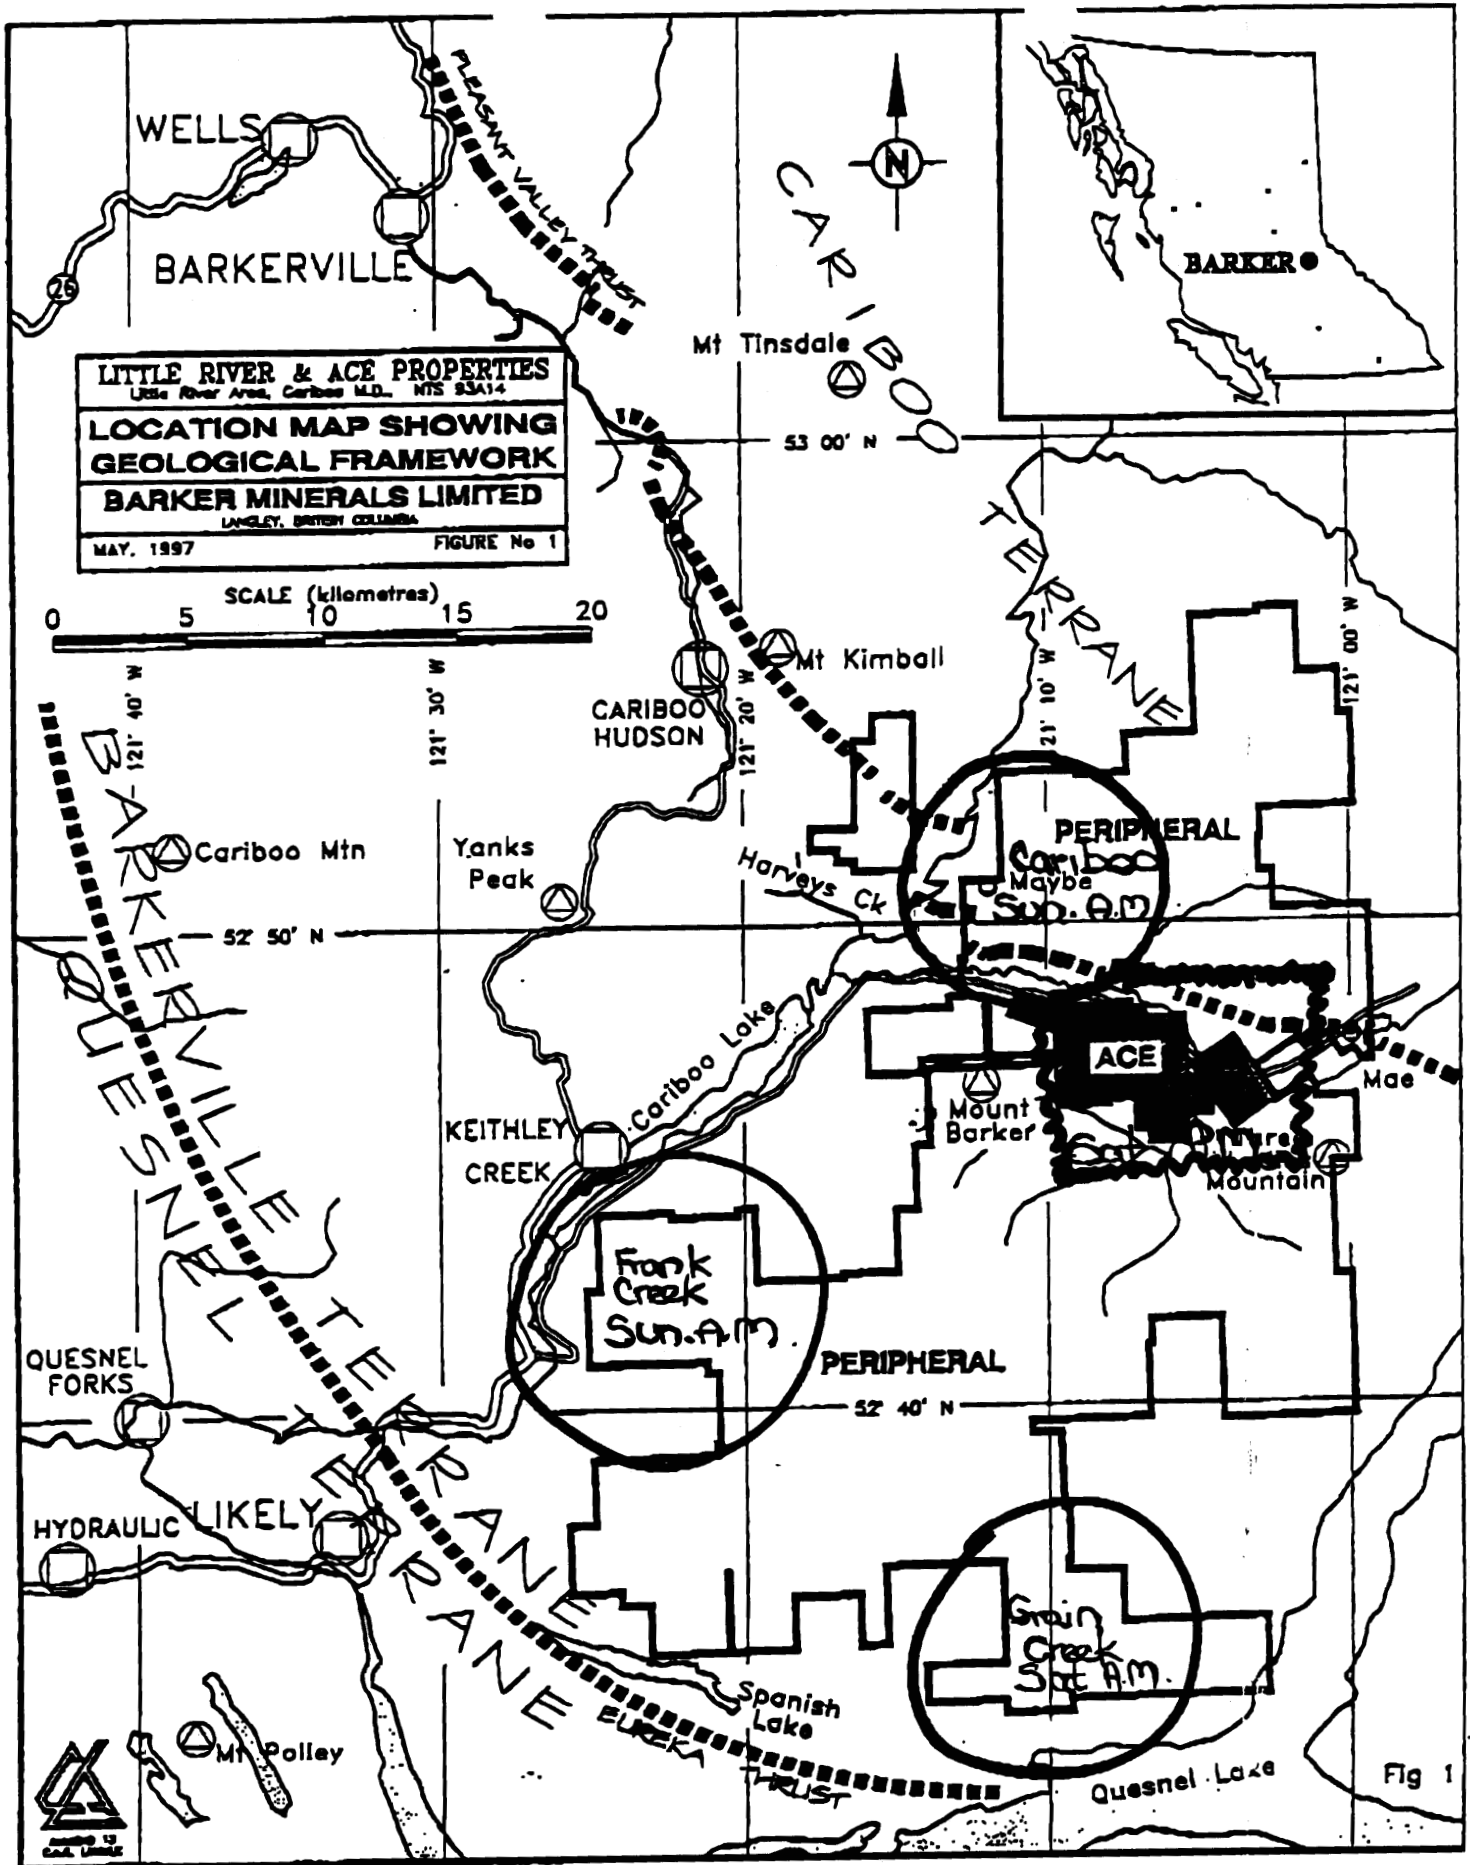 WELLS
BARKERVILLE
26
PLEASANT VALLEY THRUST
N
CARIBOO
TERRANE
BARKER
Mt Tinsdale
LITTLE RIVER & ACE PROPERTIES
Little River Area, Cariboo M.D., NTS 93A14
LOCATION MAP SHOWING
GEOLOGICAL FRAMEWORK
BARKER MINERALS LIMITED
LANGLEY, BRITISH COLUMBIA
MAY, 1997
FIGURE No 1
53 00' N
SCALE (kilometres)
0 5 10 15 20
121° 40' W
121° 30' W
121° 20' W
21° 10' W
121° 00' W
Mt Kimball
CARIBOO
HUDSON
BARKERVILLE TERRANE
QUESNEL TERRANE
Cariboo Mtn
Yanks
Peak
Harveys Ck
PERIPHERAL
Cariboo
Maybe
Sun. A.M
52° 50' N
Cariboo Lake
ACE
Mae
Mount
Barker
Mountain
KEITHLEY
CREEK
Frank
Creek
Sun. A.M.
PERIPHERAL
QUESNEL
FORKS
52° 40' N
LIKELY
HYDRAULIC
Grain
Creek
Sat A.M.
Spanish
Lake
EUREKA THRUST
Mt Polley
Quesnel Lake
Fig 1